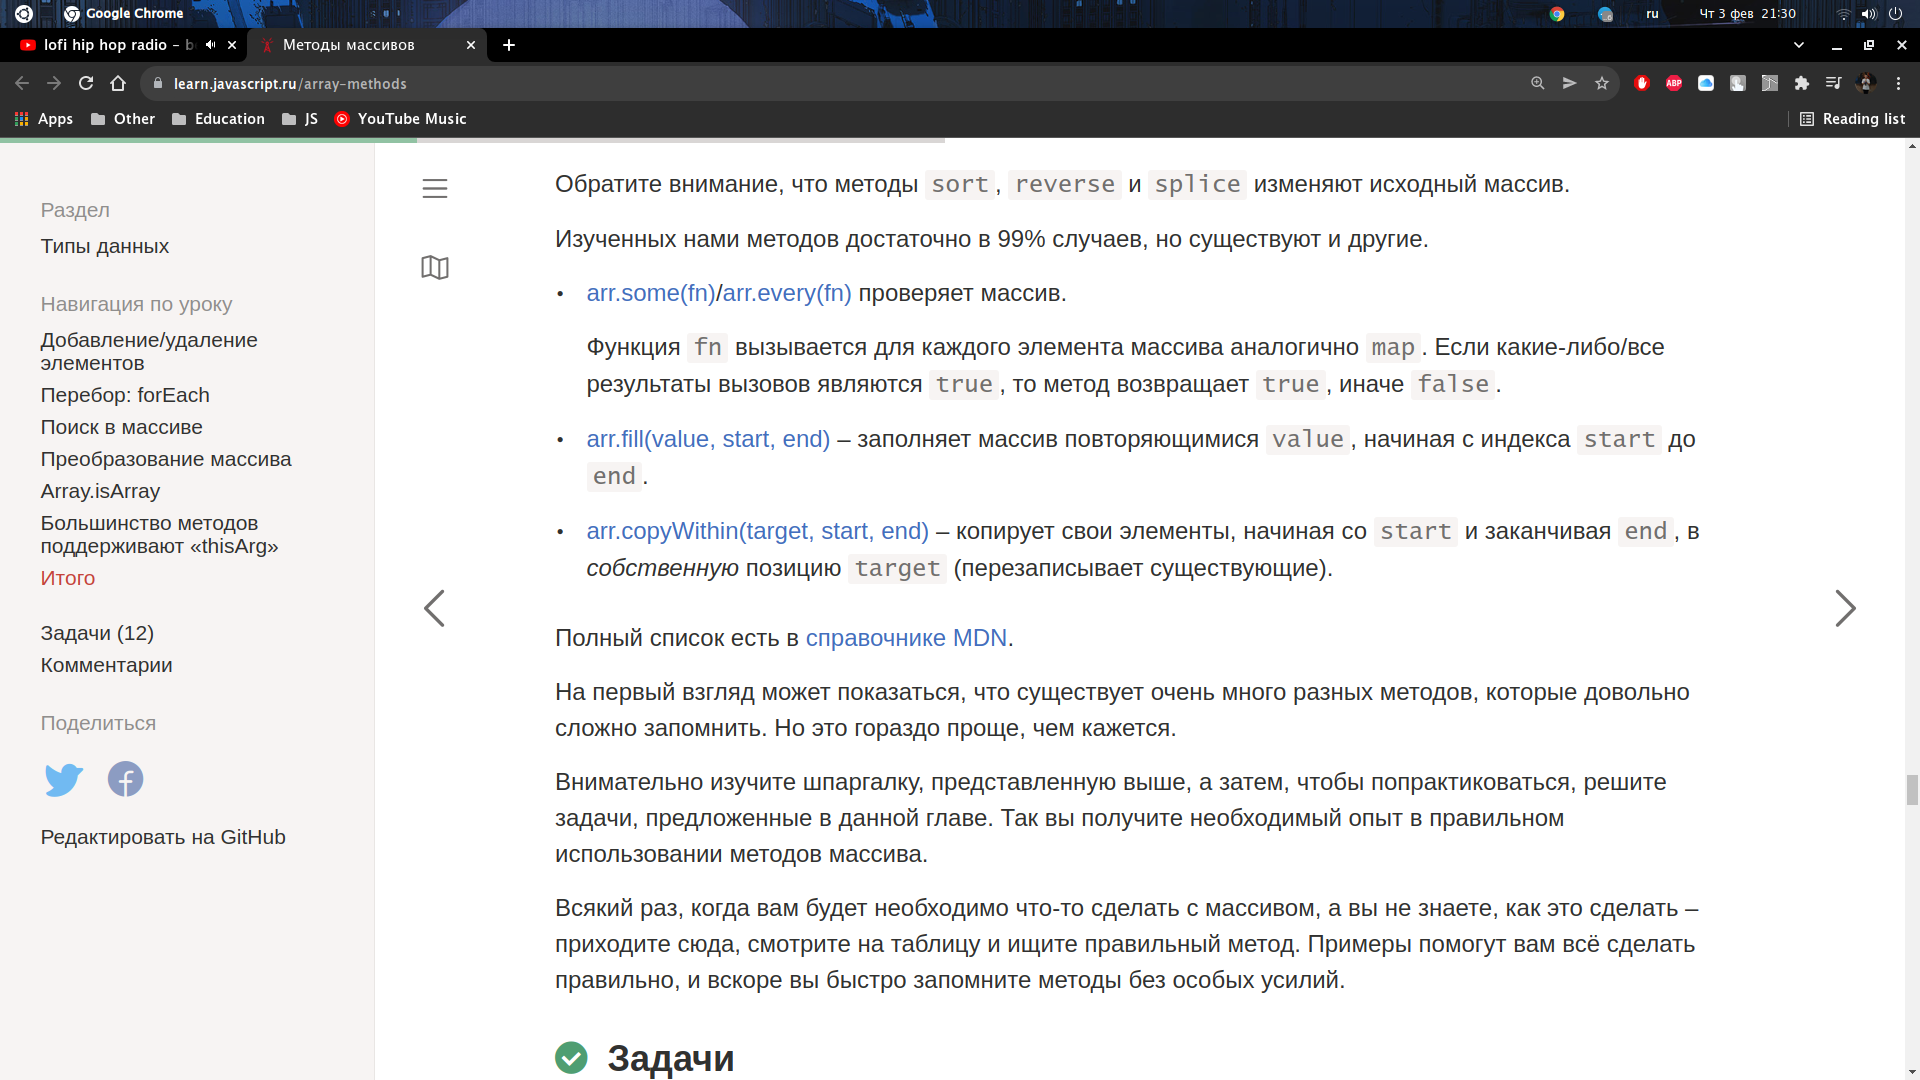 Google Chrome
ru
Чт 3 фев 21:30
lofi hip hop radio – b
Методы массивов
learn.javascript.ru/array-methods
ABP
Apps
Other
Education
JS
YouTube Music
Reading list
Раздел
Типы данных
Навигация по уроку
Добавление/удаление
элементов
Перебор: forEach
Поиск в массиве
Преобразование массива
Array.isArray
Большинство методов
поддерживают «thisArg»
Итого
Задачи (12)
Комментарии
Поделиться
Редактировать на GitHub
Обратите внимание, что методы sort, reverse и splice изменяют исходный массив.
Изученных нами методов достаточно в 99% случаев, но существуют и другие.
• arr.some(fn)/arr.every(fn) проверяет массив.
Функция fn вызывается для каждого элемента массива аналогично map. Если какие-либо/все
результаты вызовов являются true, то метод возвращает true, иначе false.
• arr.fill(value, start, end) – заполняет массив повторяющимися value, начиная с индекса start до
end.
• arr.copyWithin(target, start, end) – копирует свои элементы, начиная со start и заканчивая end, в
собственную позицию target (перезаписывает существующие).
Полный список есть в справочнике MDN.
На первый взгляд может показаться, что существует очень много разных методов, которые довольно
сложно запомнить. Но это гораздо проще, чем кажется.
Внимательно изучите шпаргалку, представленную выше, а затем, чтобы попрактиковаться, решите
задачи, предложенные в данной главе. Так вы получите необходимый опыт в правильном
использовании методов массива.
Всякий раз, когда вам будет необходимо что-то сделать с массивом, а вы не знаете, как это сделать –
приходите сюда, смотрите на таблицу и ищите правильный метод. Примеры помогут вам всё сделать
правильно, и вскоре вы быстро запомните методы без особых усилий.
Задачи